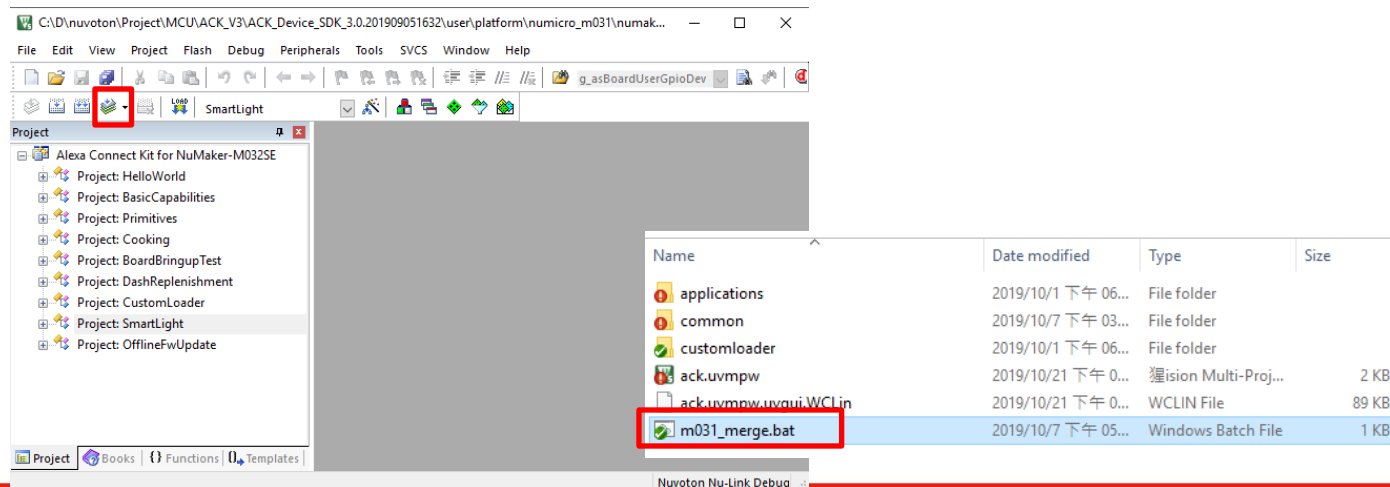 C:\D\nuvoton\Project\MCU\ACK_V3\ACK_Device_SDK_3.0.201909051632\user\platform\numicro_m031\numak...
File Edit View Project Flash Debug Peripherals Tools SVCS Window Help
g_asBoardUserGpioDev
LOAD SmartLight
Project
Alexa Connect Kit for NuMaker-M032SE
Project: HelloWorld
Project: BasicCapabilities
Project: Primitives
Project: Cooking
Project: BoardBringupTest
Project: DashReplenishment
Project: CustomLoader
Project: SmartLight
Project: OfflineFwUpdate
Project Books {} Functions 0 Templates
Nuvoton Nu-Link Debug
Name Date modified Type Size
applications 2019/10/1 下午 06... File folder
common 2019/10/7 下午 03... File folder
customloader 2019/10/1 下午 06... File folder
ack.uvmpw 2019/10/21 下午 0... 猩ision Multi-Proj... 2 KB
ack.uvmpw.uvgui.WCLin 2019/10/21 下午 0... WCLIN File 89 KB
m031_merge.bat 2019/10/7 下午 05... Windows Batch File 1 KB